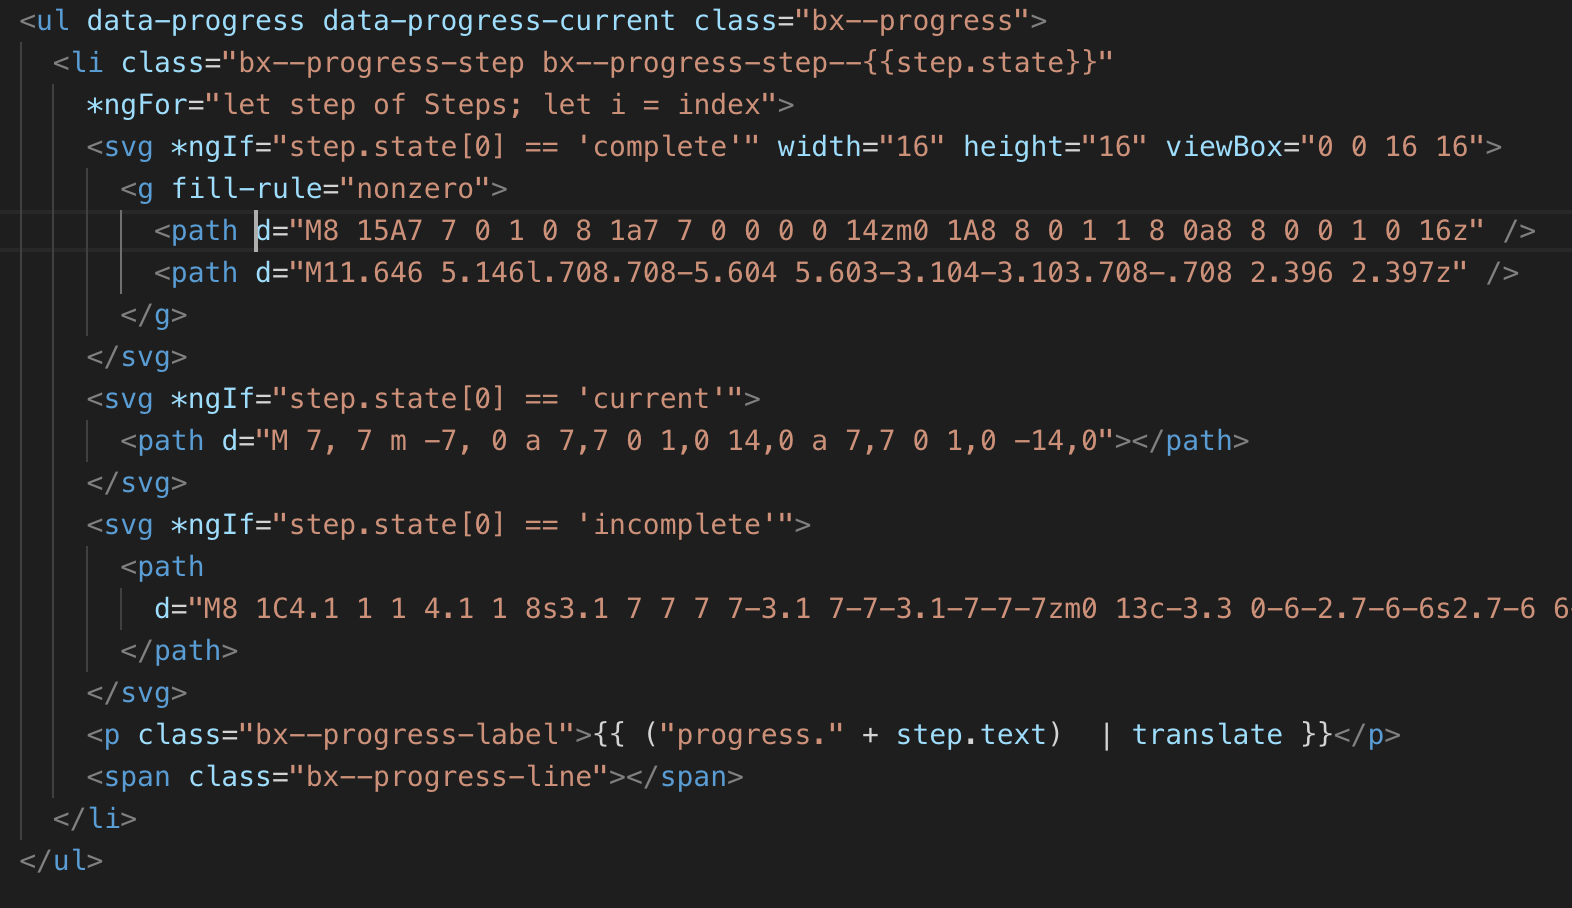 <ul data-progress data-progress-current class="bx--progress">
<li class="bx--progress-step bx--progress-step--{{step.state}}"
*ngFor="let step of Steps; let i = index">
<svg *ngIf="step.state[0] == 'complete'" width="16" height="16" viewBox="0 0 16 16">
<g fill-rule="nonzero">
<path d="M8 15A7 7 0 1 0 8 1a7 7 0 0 0 0 14zm0 1A8 8 0 1 1 8 0a8 8 0 0 1 0 16z" />
<path d="M11.646 5.146l.708.708-5.604 5.603-3.104-3.103.708-.708 2.396 2.397z" />
</g>
</svg>
<svg *ngIf="step.state[0] == 'current'">
<path d="M 7, 7 m -7, 0 a 7,7 0 1,0 14,0 a 7,7 0 1,0 -14,0"></path>
</svg>
<svg *ngIf="step.state[0] == 'incomplete'">
<path
d="M8 1C4.1 1 1 4.1 1 8s3.1 7 7 7 7-3.1 7-7-3.1-7-7-7zm0 13c-3.3 0-6-2.7-6-6s2.7-6 6-
</path>
</svg>
<p class="bx--progress-label">{{ ("progress." + step.text)  | translate }}</p>
<span class="bx--progress-line"></span>
</li>
</ul>